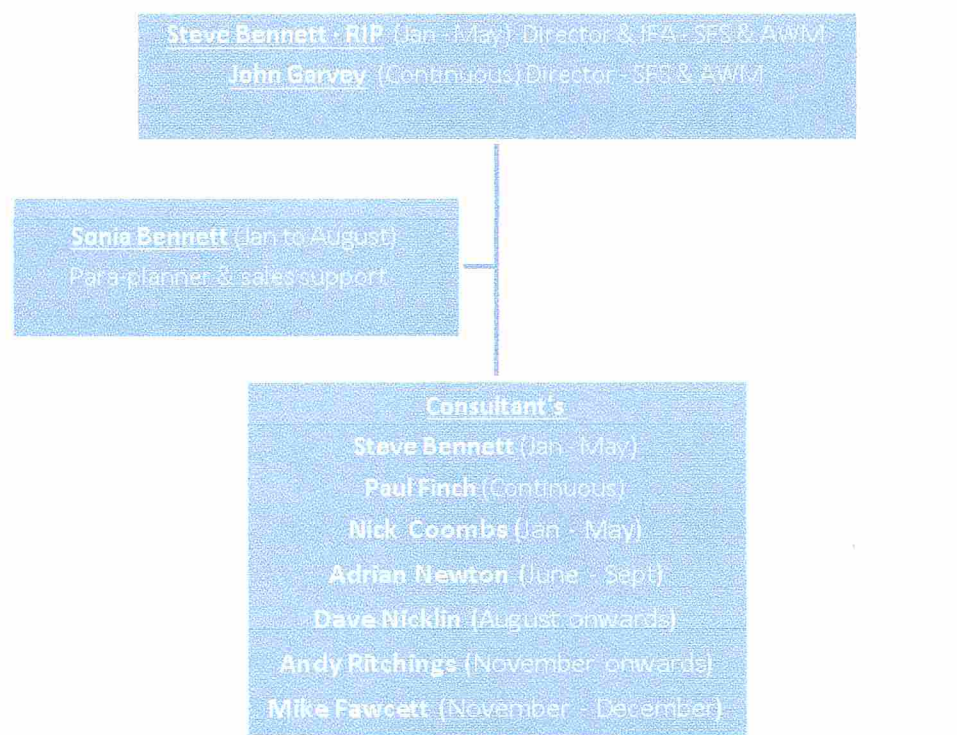 Steve Bennett - RIP (Jan - May) Director & IFA - SFS & AWM
John Garvey (Continuous) Director - SFS & AWM
Sonia Bennett (Jan to August)
Para-planner & sales support
Consultant's
Steve Bennett (Jan - May)
Paul Finch (Continuous)
Nick Coombs (Jan - May)
Adrian Newton (June - Sept)
Dave Nicklin (August onwards)
Andy Ritchings (November onwards)
Mike Fawcett (November - December)